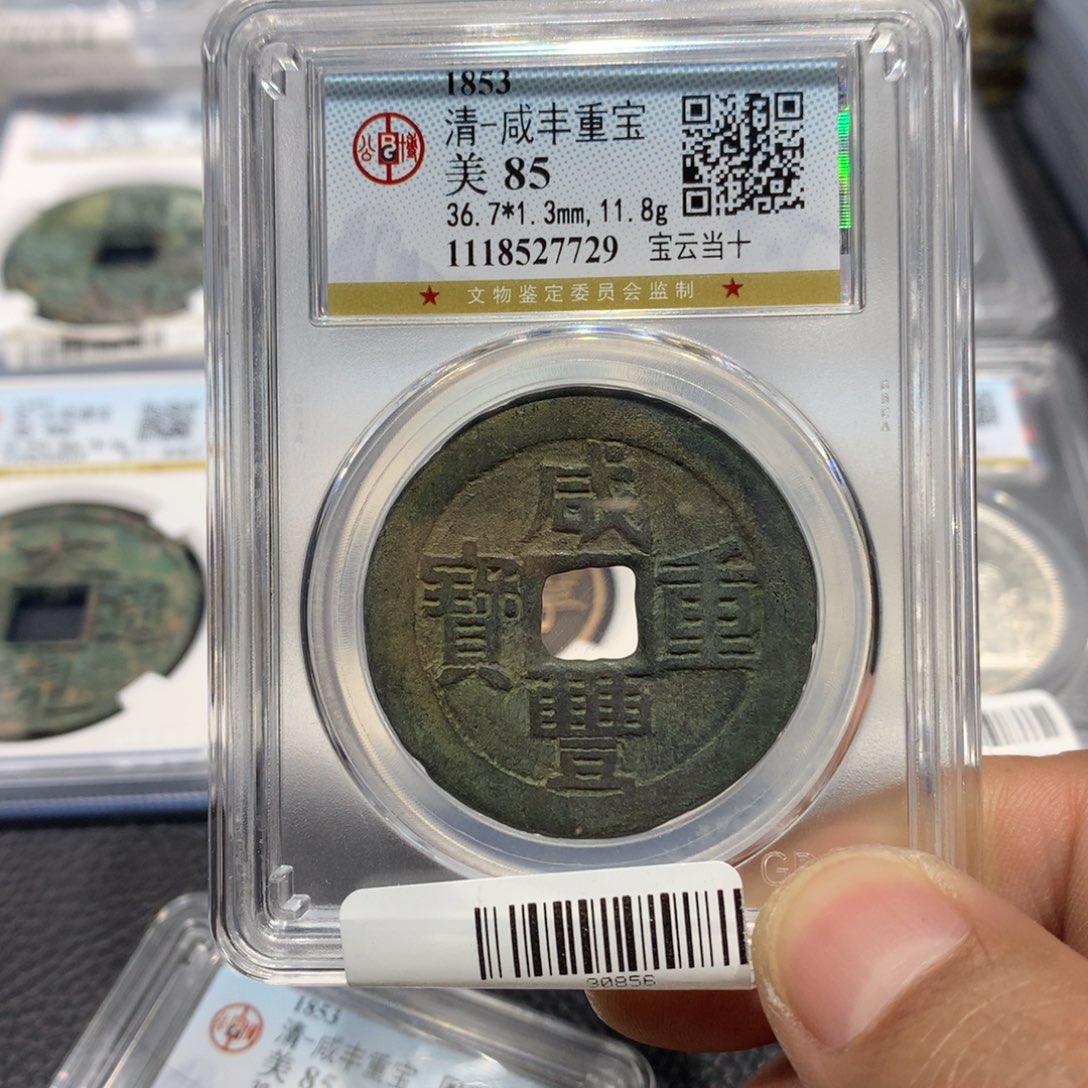 1853
清-咸丰重宝
美 85
36.7*1.3mm, 11.8g
1118527729 宝云当十
★ 文物鉴定委员会监制 ★
公 博
咸
寶 重
豐
30856
1853
清-咸丰重宝
美 85